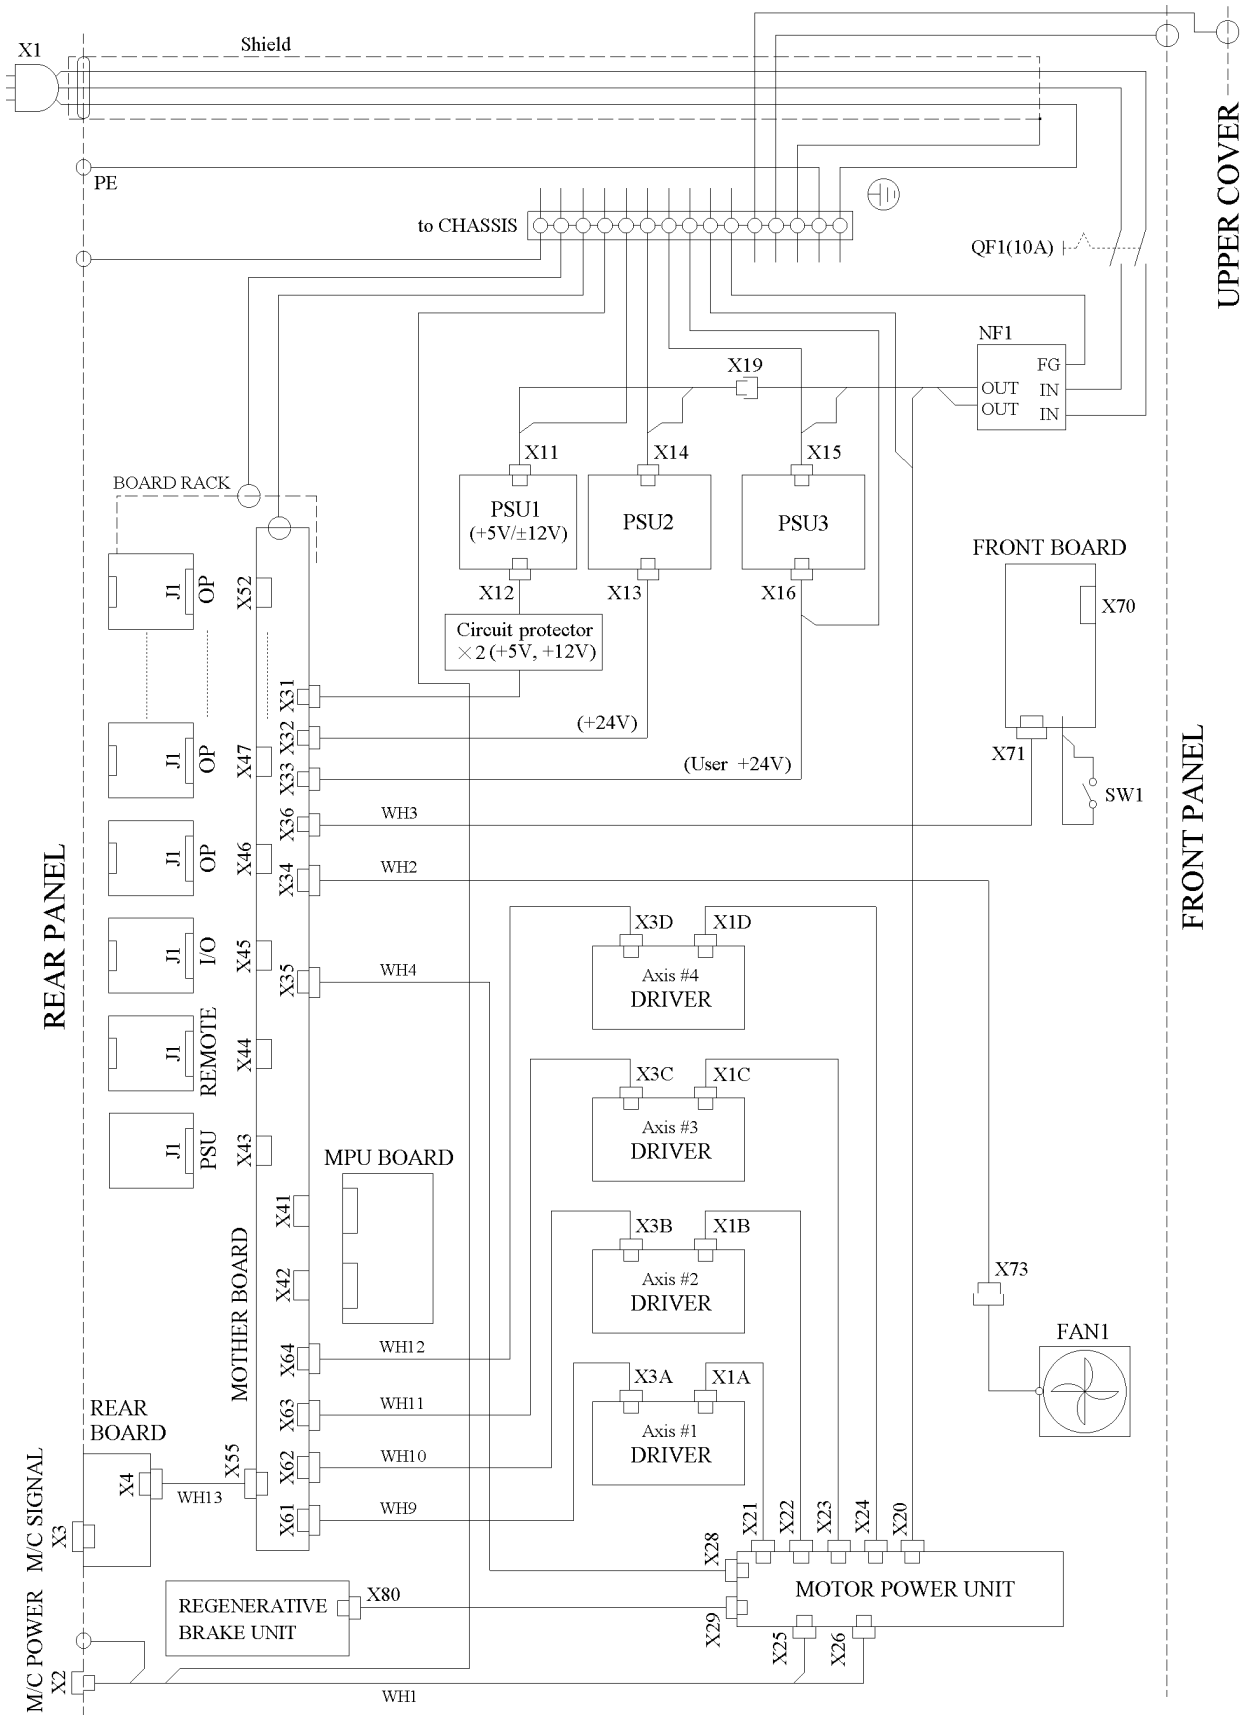 X1
Shield
PE
to CHASSIS
QF1(10A)
UPPER COVER
NF1
FG
OUT
IN
OUT
IN
X19
X11
X14
X15
BOARD RACK
PSU1
(+5V/±12V)
PSU2
PSU3
FRONT BOARD
X12
X13
X16
X70
J1
OP
X52
Circuit protector
×2 (+5V, +12V)
X31
(+24V)
X32
(User +24V)
X33
X71
SW1
J1
OP
X47
FRONT PANEL
WH3
X36
J1
OP
X46
WH2
X34
REAR PANEL
J1
I/O
X45
WH4
X35
X3D
X1D
Axis #4
DRIVER
J1
REMOTE
X44
X3C
X1C
Axis #3
DRIVER
J1
PSU
X43
MPU BOARD
X41
X42
MOTHER BOARD
X3B
X1B
Axis #2
DRIVER
X73
FAN1
WH12
X64
X3A
X1A
WH11
X63
Axis #1
DRIVER
REAR
BOARD
X4
WH13
X55
WH10
X62
WH9
X61
M/C SIGNAL
X3
X21
X22
X23
X24
X20
X28
MOTOR POWER UNIT
REGENERATIVE
BRAKE UNIT
X80
X29
X25
X26
M/C POWER
X2
WH1